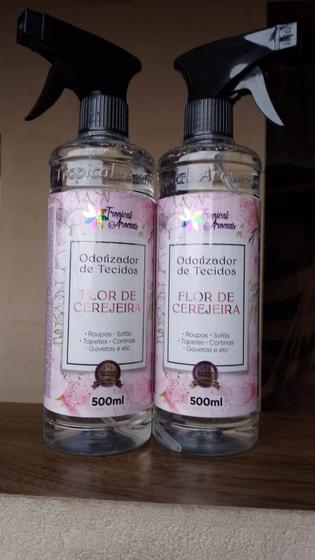 Tropical Aromas
Tropical
Aromas
Odorizador
de Tecidos
FLOR DE
CEREJEIRA
• Roupas • Sofás
• Tapetes • Cortinas
• Gavetas e etc
500ml
Tropical Aromas
Tropical
Aromas
Odorizador
de Tecidos
FLOR DE
CEREJEIRA
• Roupas • Sofás
• Tapetes • Cortinas
• Gavetas e etc
500ml